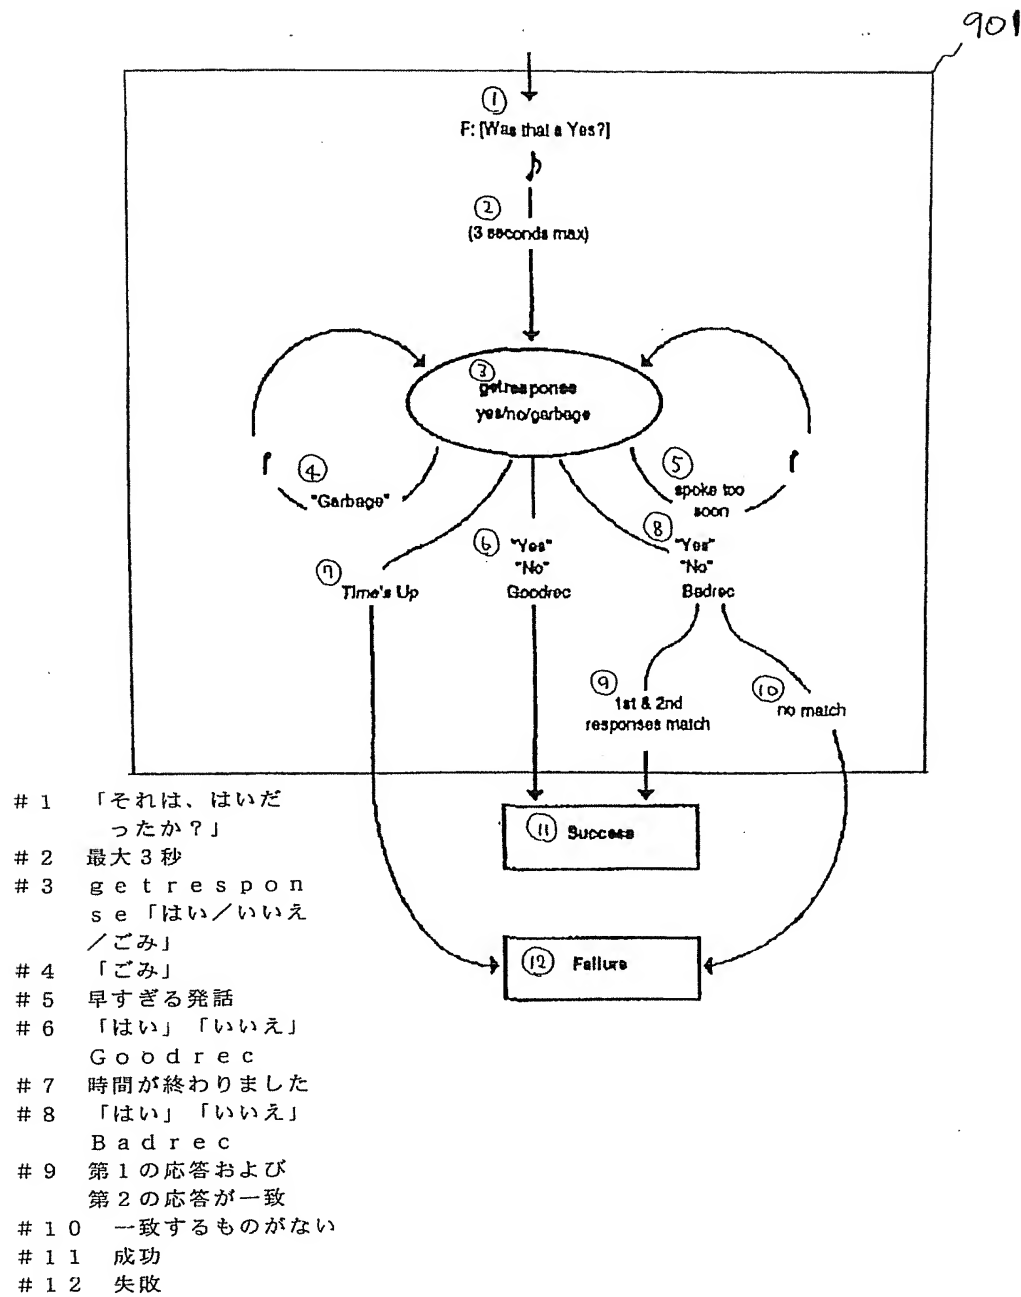 901
①
F: [Was that a Yes?]
②
(3 seconds max)
③
getresponse
yes/no/garbage
④
"Garbage"
⑤
spoke too
soon
⑥ "Yes"
"No"
Goodrec
⑦
Time's Up
⑧ "Yes"
"No"
Badrec
⑨
1st & 2nd
responses match
⑩
no match
⑪ Success
⑫ Failure
#1 「それは、はいだ
ったか?」
#2 最大3秒
#3 getrespon
se「はい/いいえ
/ごみ」
#4 「ごみ」
#5 早すぎる発話
#6 「はい」「いいえ」
Goodrec
#7 時間が終わりました
#8 「はい」「いいえ」
Badrec
#9 第1の応答および
第2の応答が一致
#10 一致するものがない
#11 成功
#12 失敗